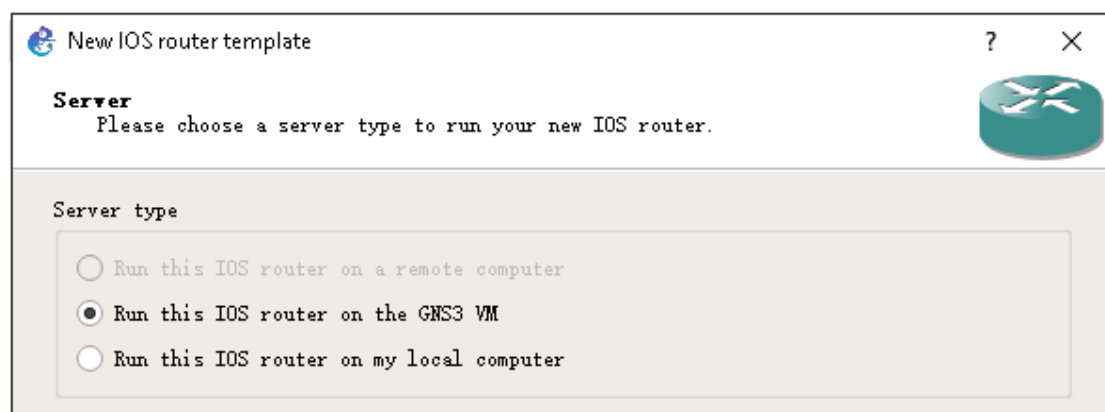 New IOS router template
?
Server
Please choose a server type to run your new IOS router.
Server type
Run this IOS router on a remote computer
Run this IOS router on the GNS3 VM
Run this IOS router on my local computer